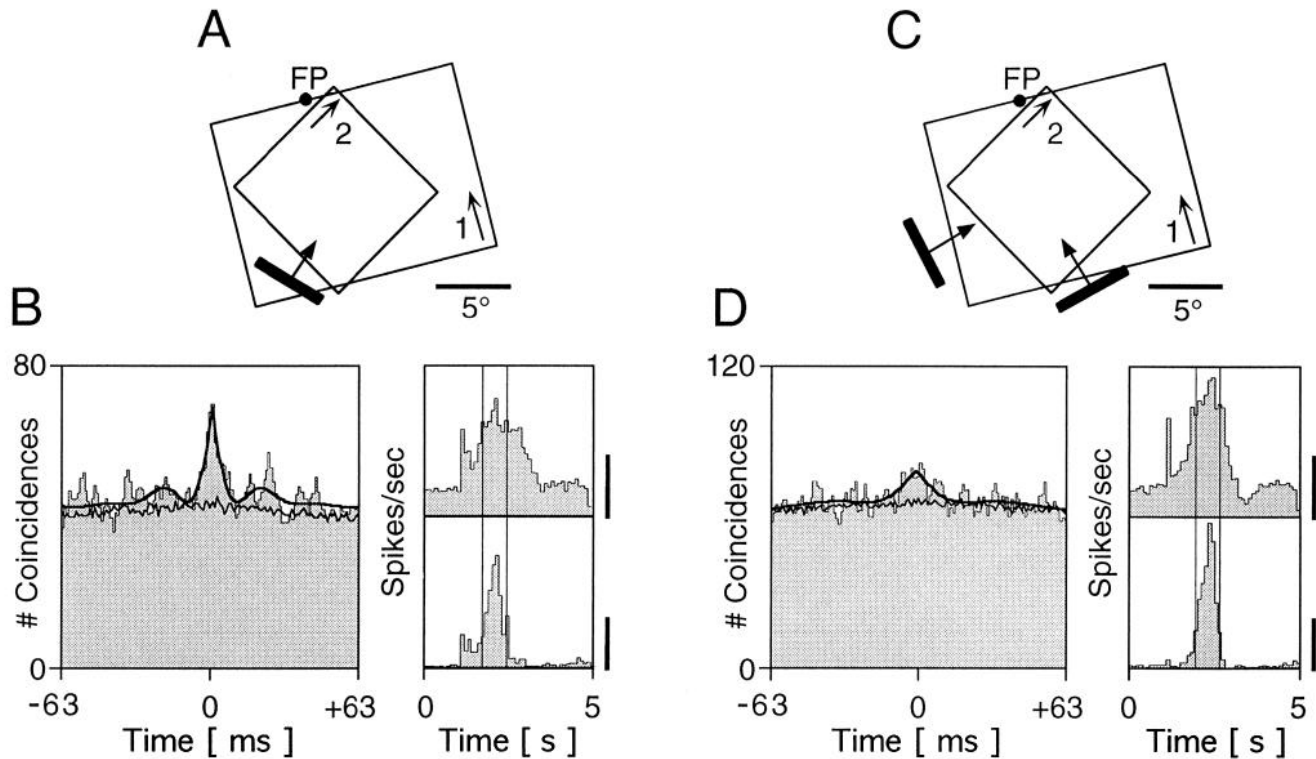 A
FP
2
1
5°
B
80
# Coincidences
0
-63
0
+63
Time [ ms ]
Spikes/sec
0
5
Time [ s ]
C
FP
2
1
5°
D
120
# Coincidences
0
-63
0
+63
Time [ ms ]
Spikes/sec
0
5
Time [ s ]